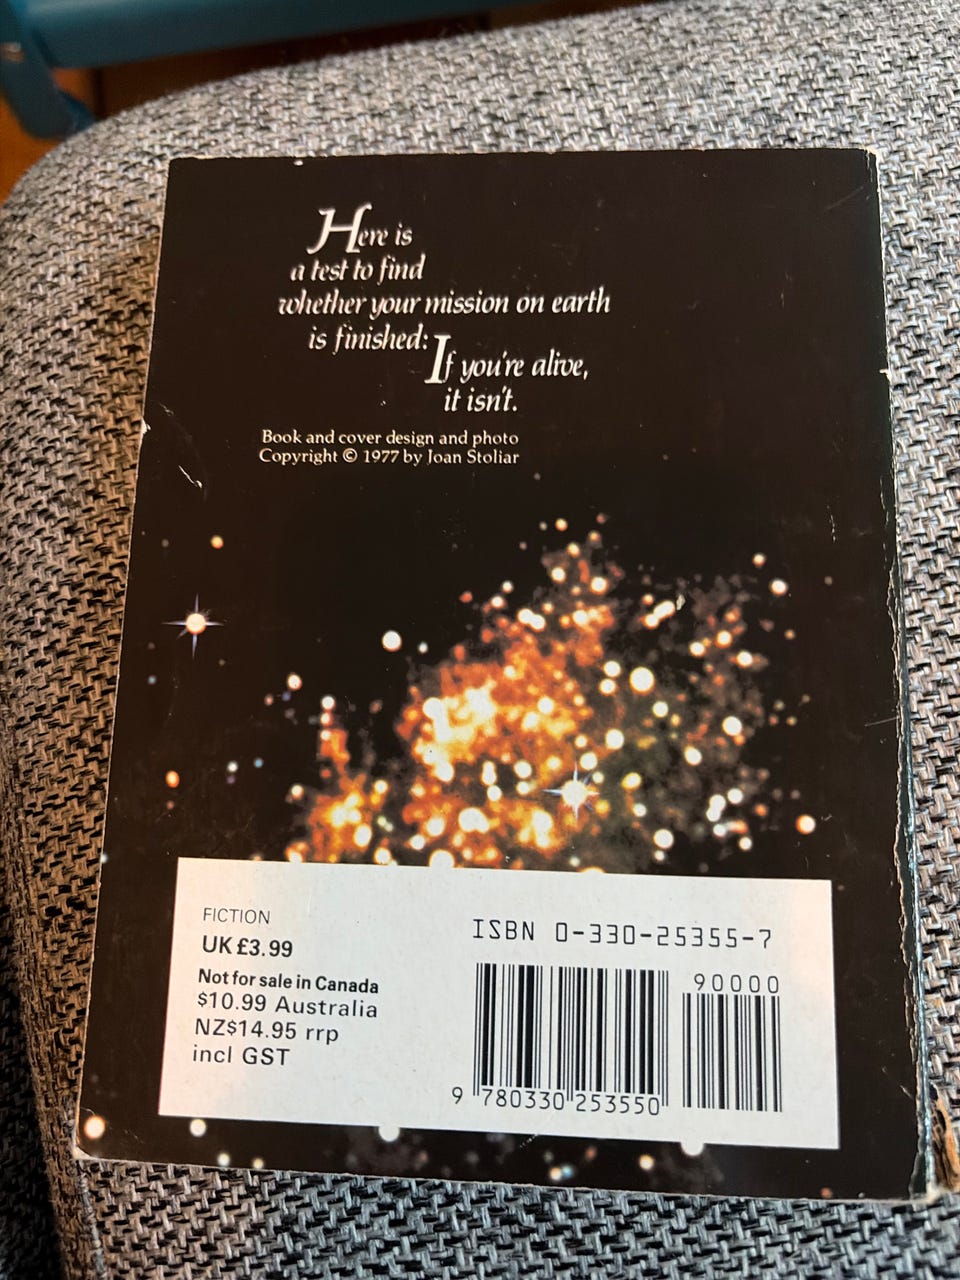 Here is
a test to find
whether your mission on earth
is finished:
If you're alive,
it isn't.
Book and cover design and photo
Copyright © 1977 by Joan Stoliar
FICTION
UK £3.99
Not for sale in Canada
$10.99 Australia
NZ$14.95 rrp
incl GST
ISBN 0-330-25355-7
90000
9 780330 253550